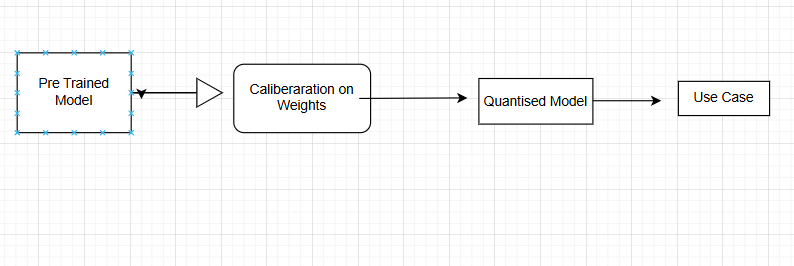 Pre Trained
Model
Caliberaration on
Weights
Quantised Model
Use Case